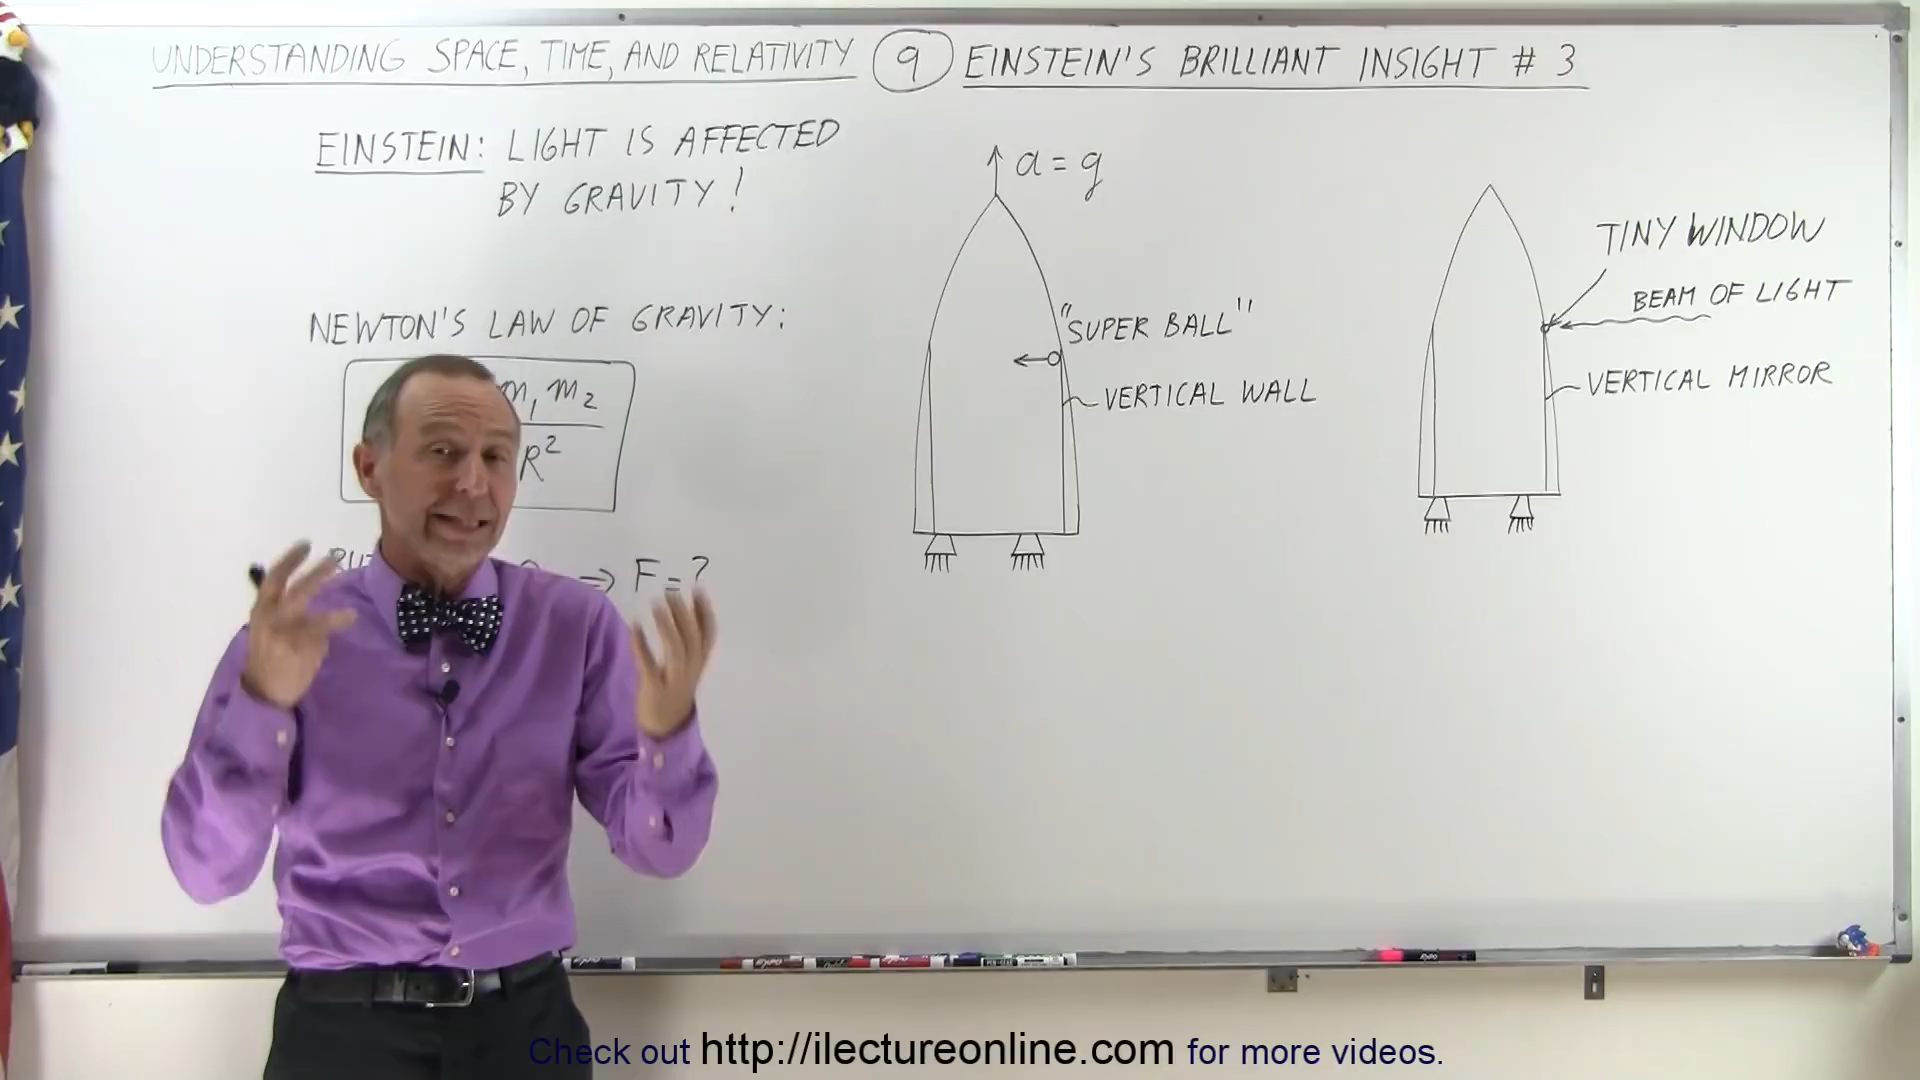 UNDERSTANDING SPACE, TIME, AND RELATIVITY 9 EINSTEIN'S BRILLIANT INSIGHT # 3
EINSTEIN: LIGHT IS AFFECTED
BY GRAVITY!
NEWTON'S LAW OF GRAVITY:
m₁ m₂
R²
⇒ F = ?
a = g
"SUPER BALL"
VERTICAL WALL
TINY WINDOW
BEAM OF LIGHT
VERTICAL MIRROR
Check out http://ilectureonline.com for more videos.